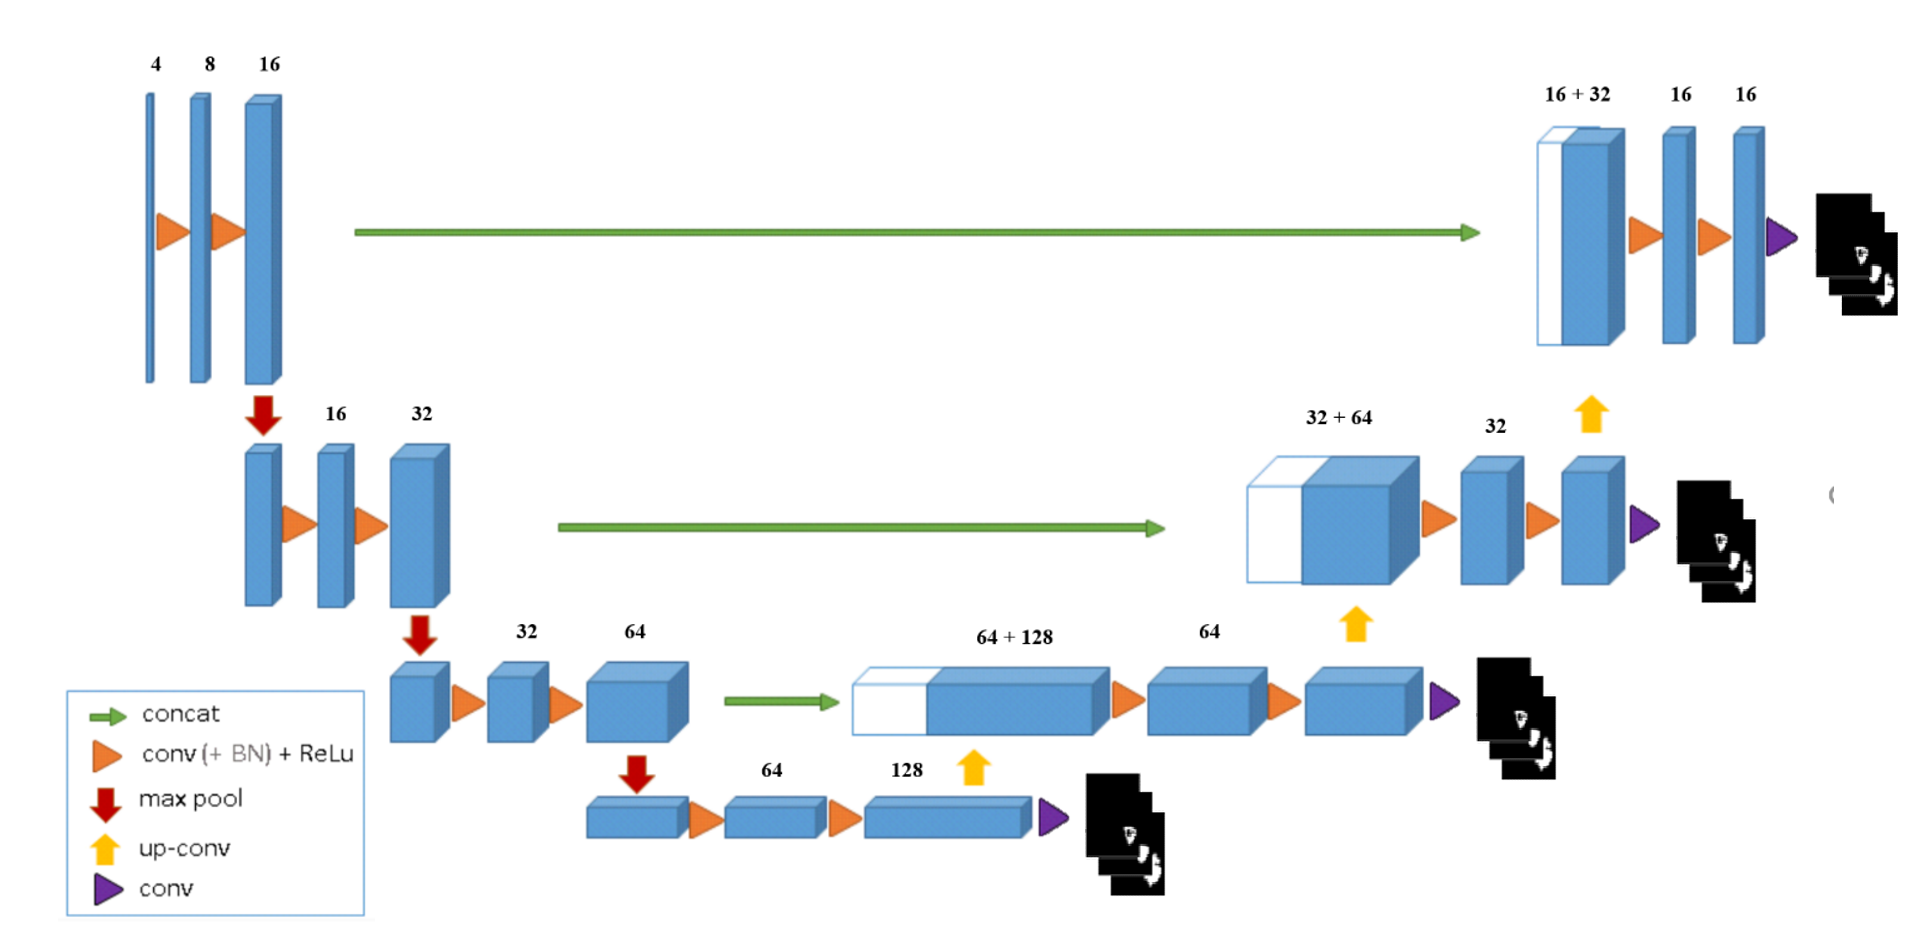 4 8 16
16 + 32 16 16
16 32
32 + 64 32
32 64
64 + 128 64
64 128
concat
conv (+ BN) + ReLu
max pool
up-conv
conv